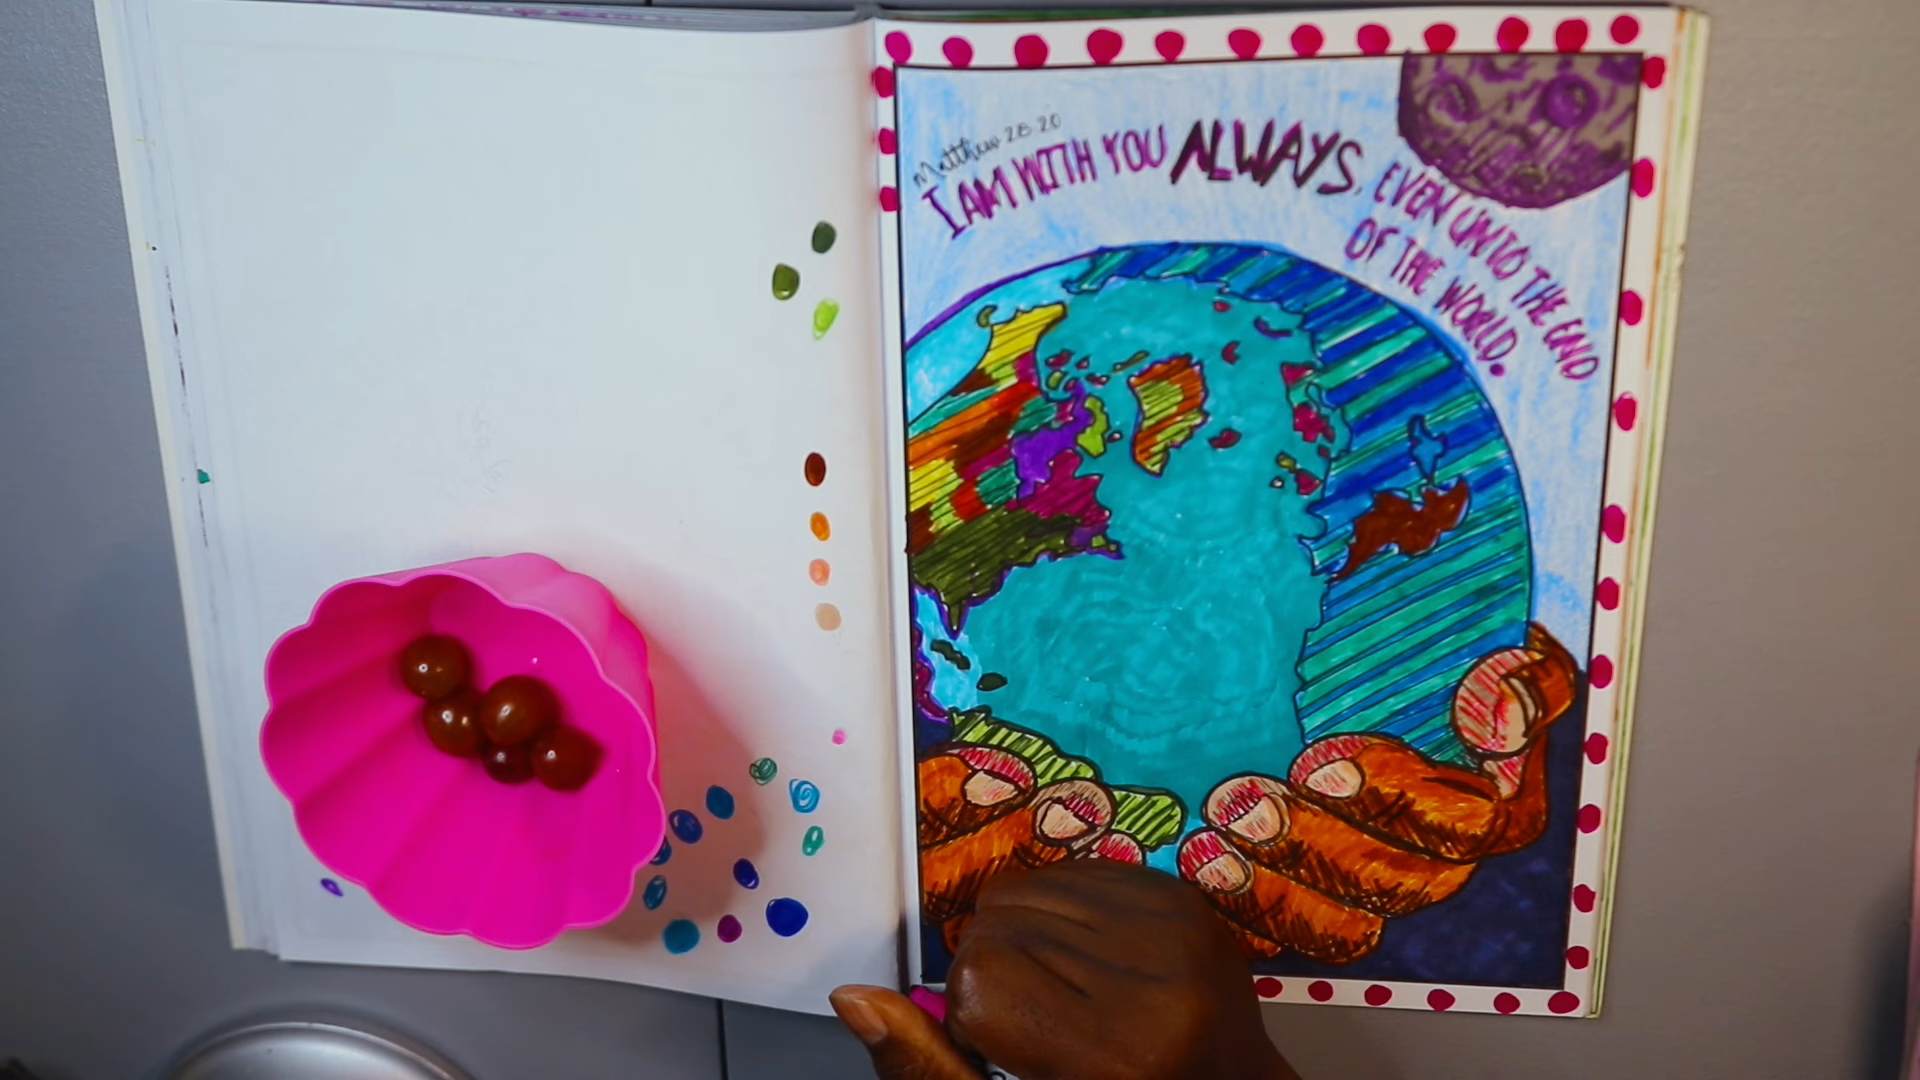 Matthew 28:20
I AM WITH YOU ALWAYS, EVEN UNTO THE END
OF THE WORLD.